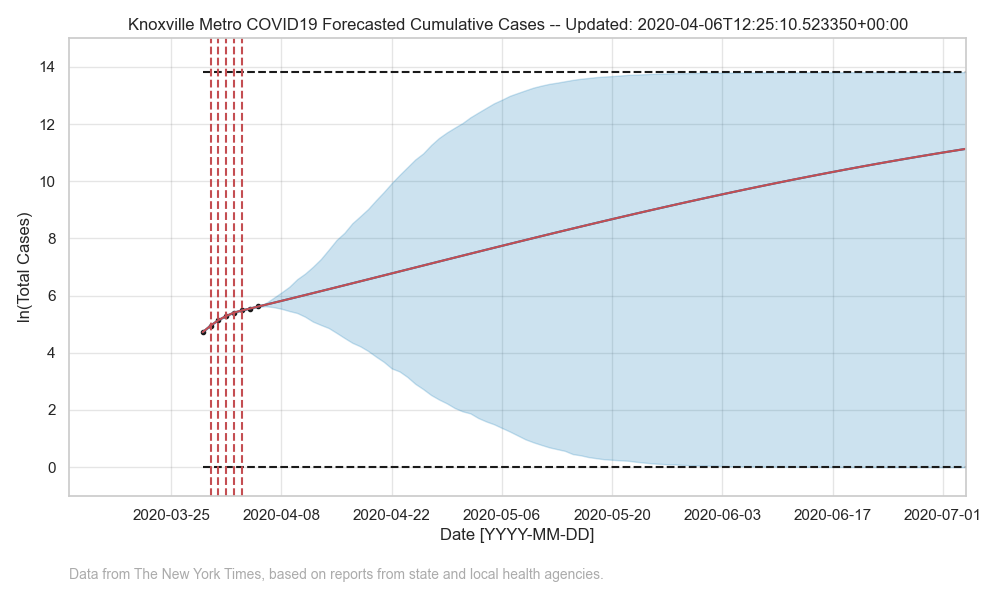 Knoxville Metro COVID19 Forecasted Cumulative Cases -- Updated: 2020-04-06T12:25:10.523350+00:00
ln(Total Cases)
14
12
10
8
6
4
2
0
2020-03-25 2020-04-08 2020-04-22 2020-05-06 2020-05-20 2020-06-03 2020-06-17 2020-07-01
Date [YYYY-MM-DD]
Data from The New York Times, based on reports from state and local health agencies.